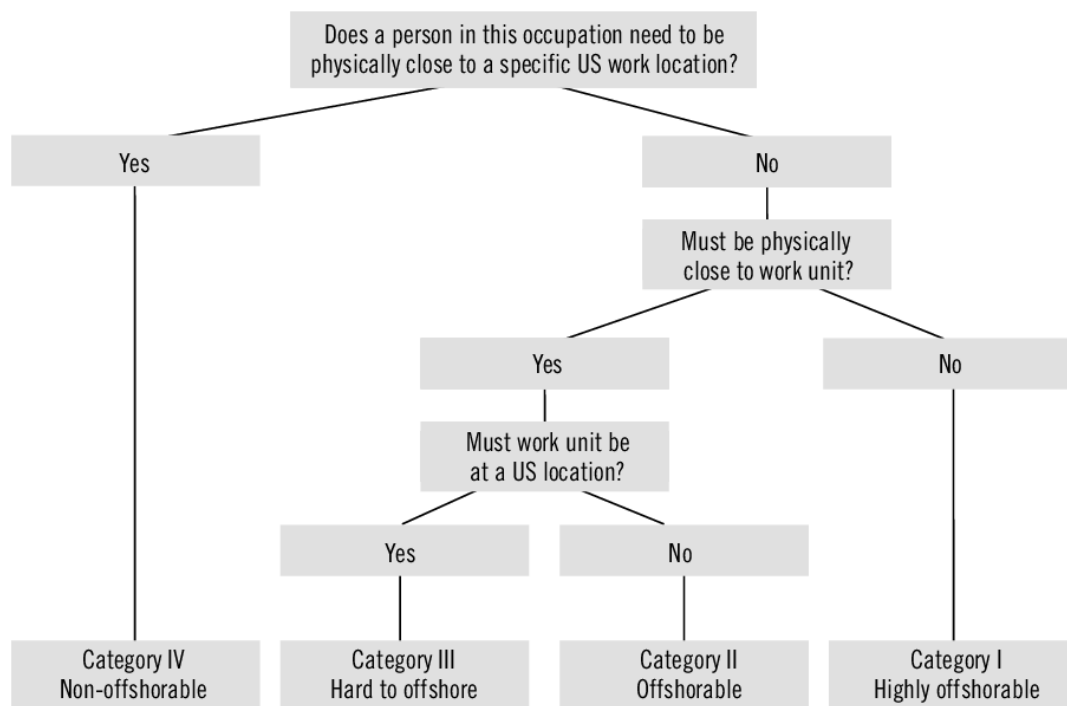 Does a person in this occupation need to be
physically close to a specific US work location?
Yes
No
Must be physically
close to work unit?
Yes
No
Must work unit be
at a US location?
Yes
No
Category IV
Non-offshorable
Category III
Hard to offshore
Category II
Offshorable
Category I
Highly offshorable